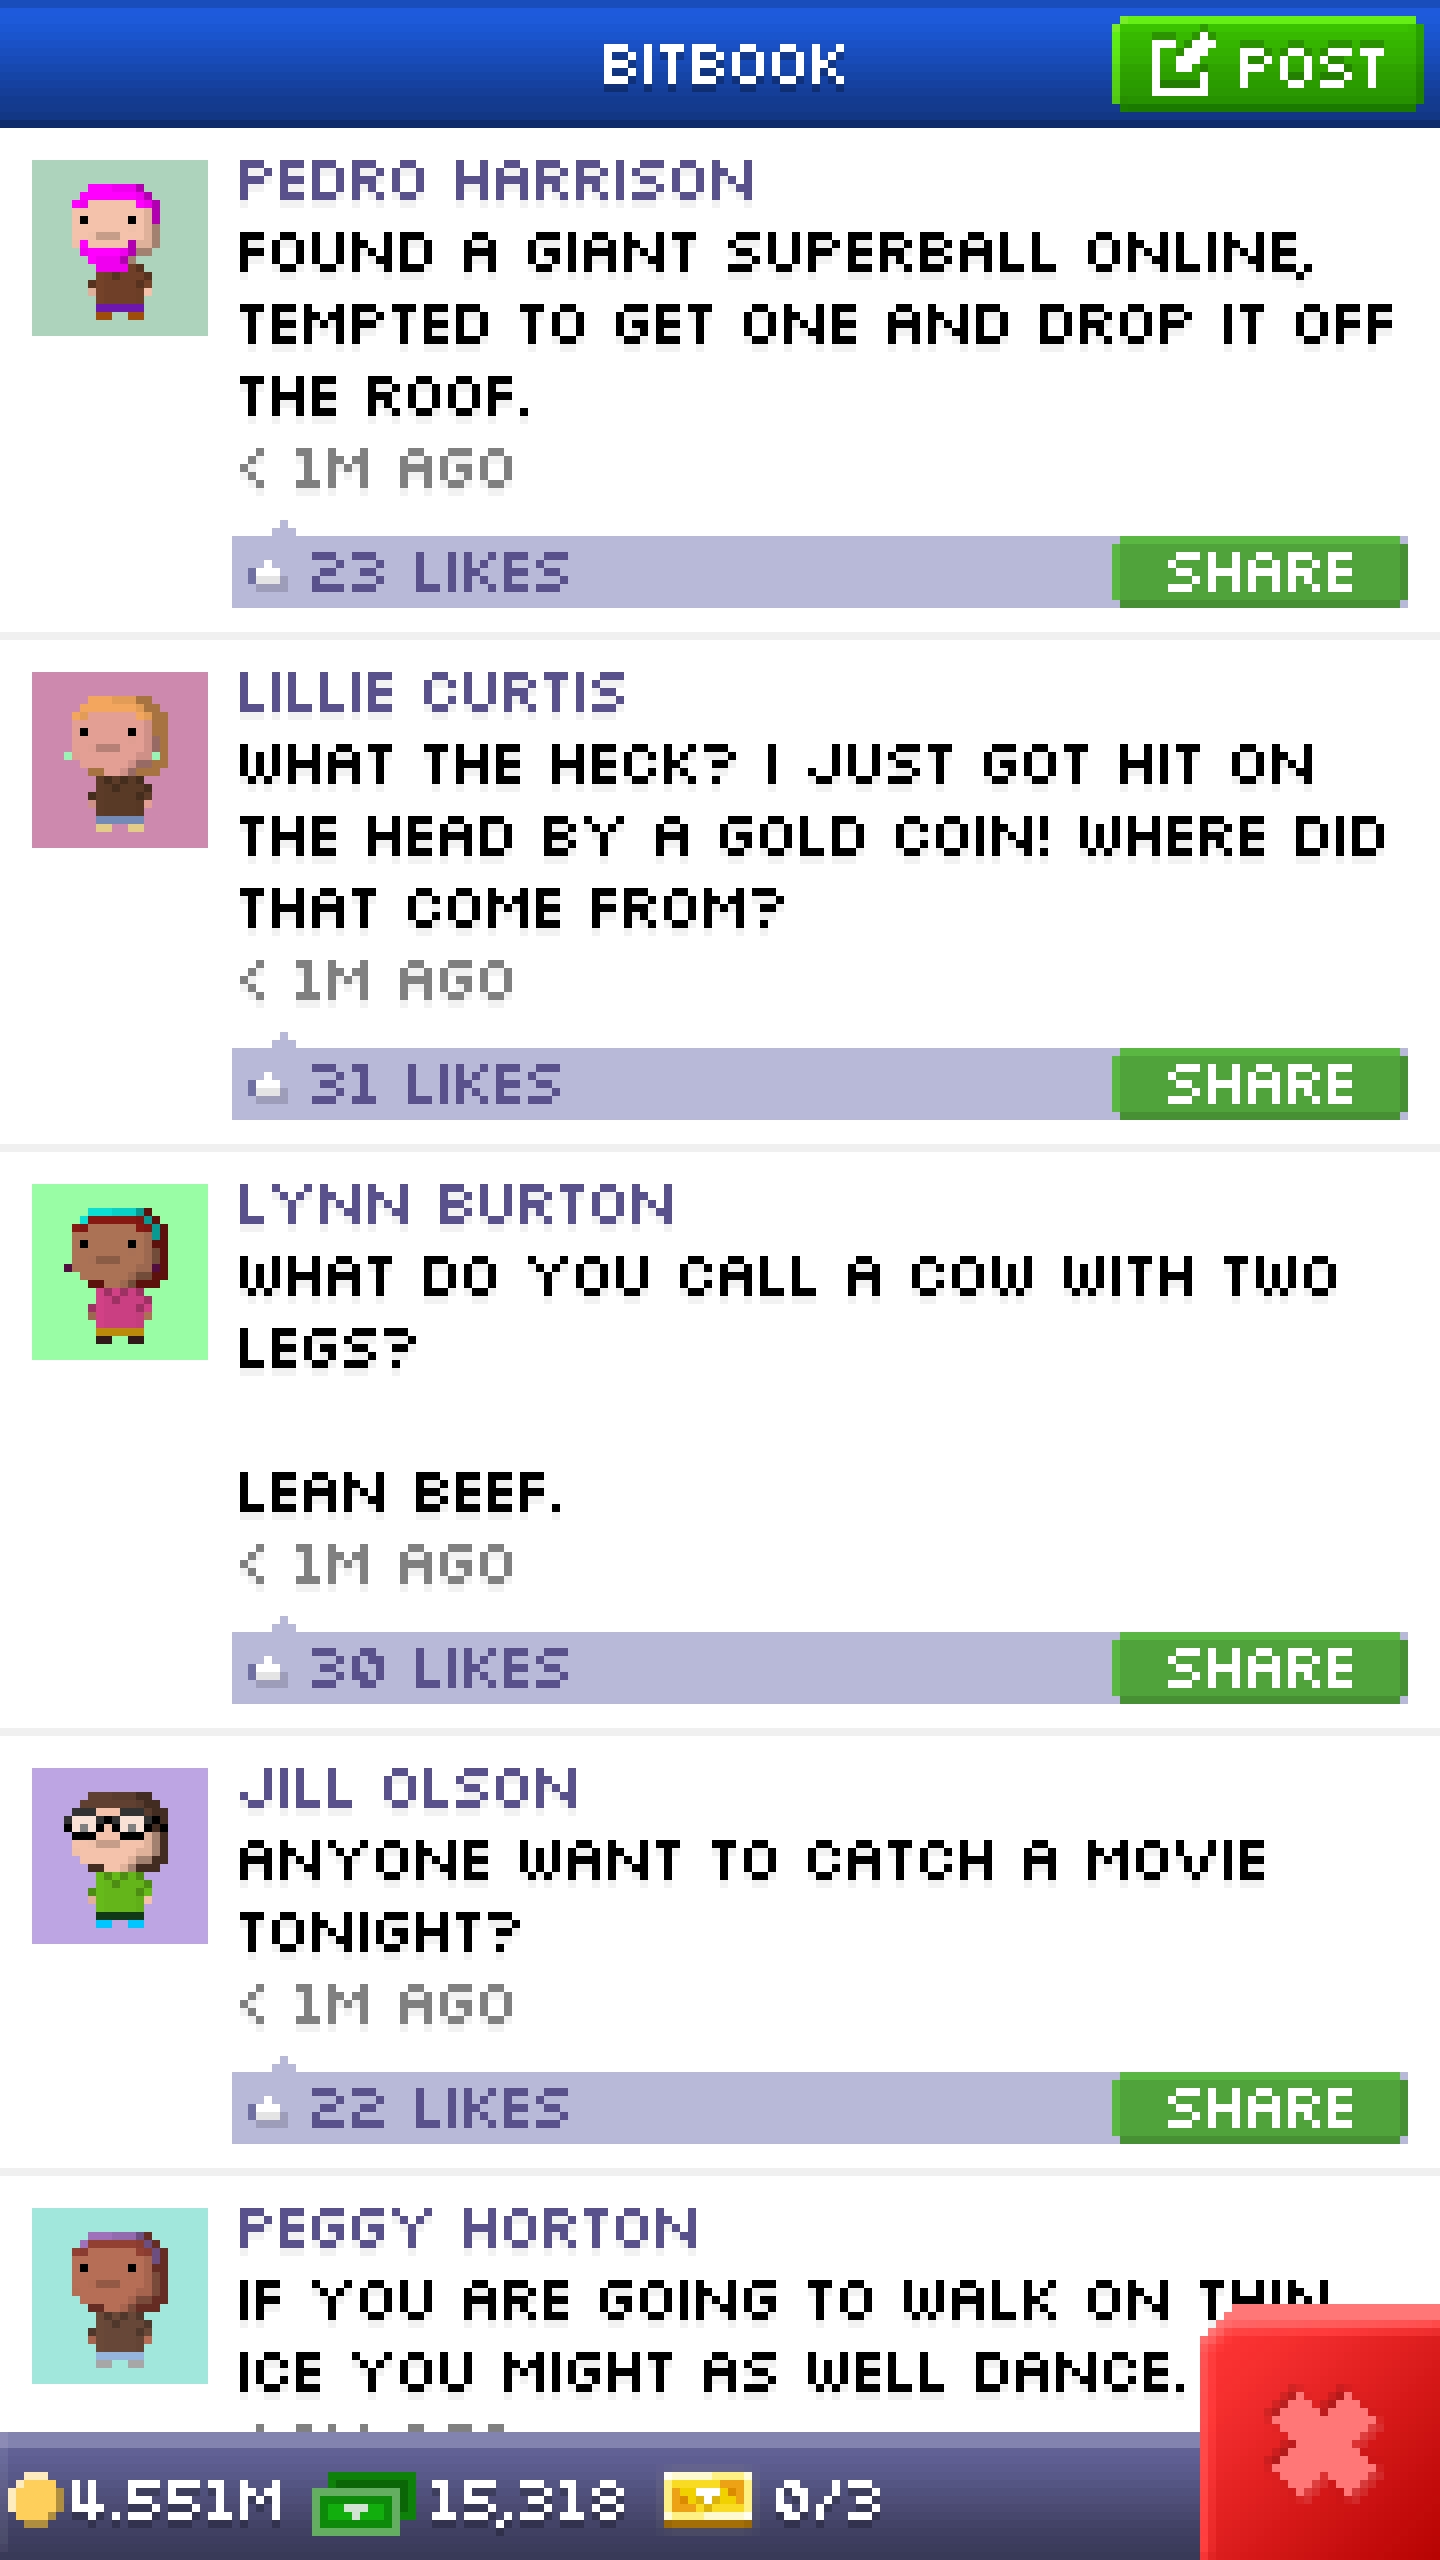 BITBOOK
POST
PEDRO HARRISON
FOUND A GIANT SUPERBALL ONLINE,
TEMPTED TO GET ONE AND DROP IT OFF
THE ROOF.
< 1M AGO
23 LIKES
SHARE
LILLIE CURTIS
WHAT THE HECK? I JUST GOT HIT ON
THE HEAD BY A GOLD COIN! WHERE DID
THAT COME FROM?
< 1M AGO
31 LIKES
SHARE
LYNN BURTON
WHAT DO YOU CALL A COW WITH TWO
LEGS?
LEAN BEEF.
< 1M AGO
30 LIKES
SHARE
JILL OLSON
ANYONE WANT TO CATCH A MOVIE
TONIGHT?
< 1M AGO
22 LIKES
SHARE
PEGGY HORTON
IF YOU ARE GOING TO WALK ON THIN
ICE YOU MIGHT AS WELL DANCE.
4.551M
15,318
0/3